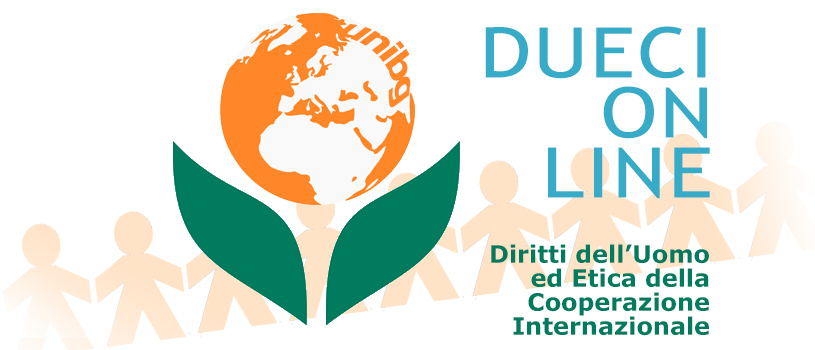 unibg
DUECI
ON
LINE
Diritti dell’Uomo
ed Etica della
Cooperazione
Internazionale